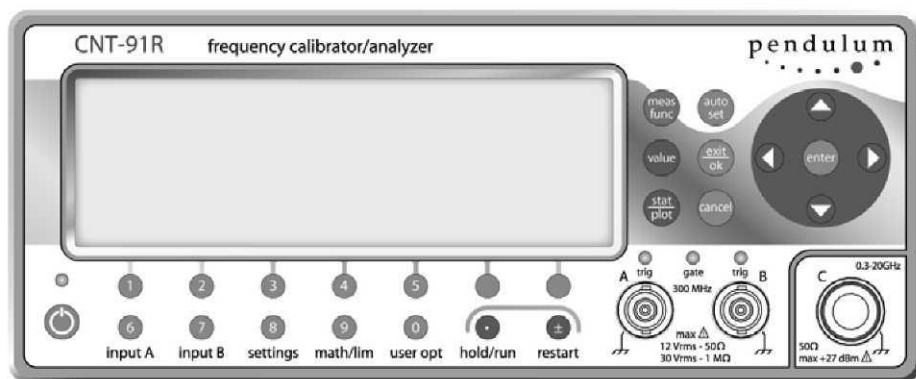 CNT-91R frequency calibrator/analyzer pendulum
meas
func
auto
set
value
exit
ok
enter
stat
plot
cancel
A trig gate trig B
300 MHz
C 0.3-20GHz
1 2 3 4 5
6 7 8 9 0 . ±
input A input B settings math/lim user opt hold/run restart
max ⚠
12 Vrms - 50Ω
30 Vrms - 1 MΩ
50Ω
max +27 dBm ⚠